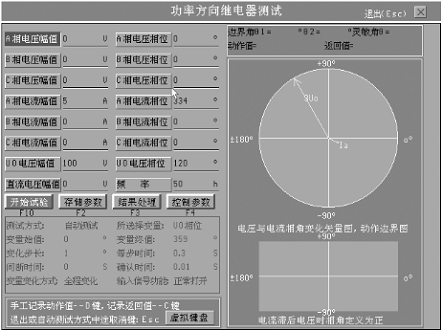 功率方向继电器测试
退出(Esc)
A相电压幅值 0 V A相电压相位 0 °
B相电压幅值 0 V B相电压相位 0 °
C相电压幅值 0 V C相电压相位 0 °
A相电流幅值 5 A A相电流相位 334 °
B相电流幅值 0 A B相电流相位 0 °
C相电流幅值 0 A C相电流相位 0 °
U0电压幅值 100 V U0电压相位 120 °
直流电压幅值 0 V 频 率 50 h
开始试验 存储参数 结果处理 控制参数
F10 F2 F3 F4
测试方式: 自动测试 所选择变量: U0相位
变量始值: 0 ° 变量终值: 359 °
变化步长: 1 ° 每步时间: 0.3 S
间断时间: 0 S 确认时间: 0.01 S
变量变化方式: 全程变化 输入信号功能: 正常打开
手工记录动作值--D键,记录返回值--C键
退出或自动测试方式中途取消键: Esc 虚拟键盘
边界角θ1= °θ2= °灵敏角θ=
动作值= 返回值=
+90°
3Uo
±180° Ia 0°
-90°
电压与电流相角变化矢量图,动作边界图
+90°
±180° 0°
-90°
电流滞后电压时相角定义为正